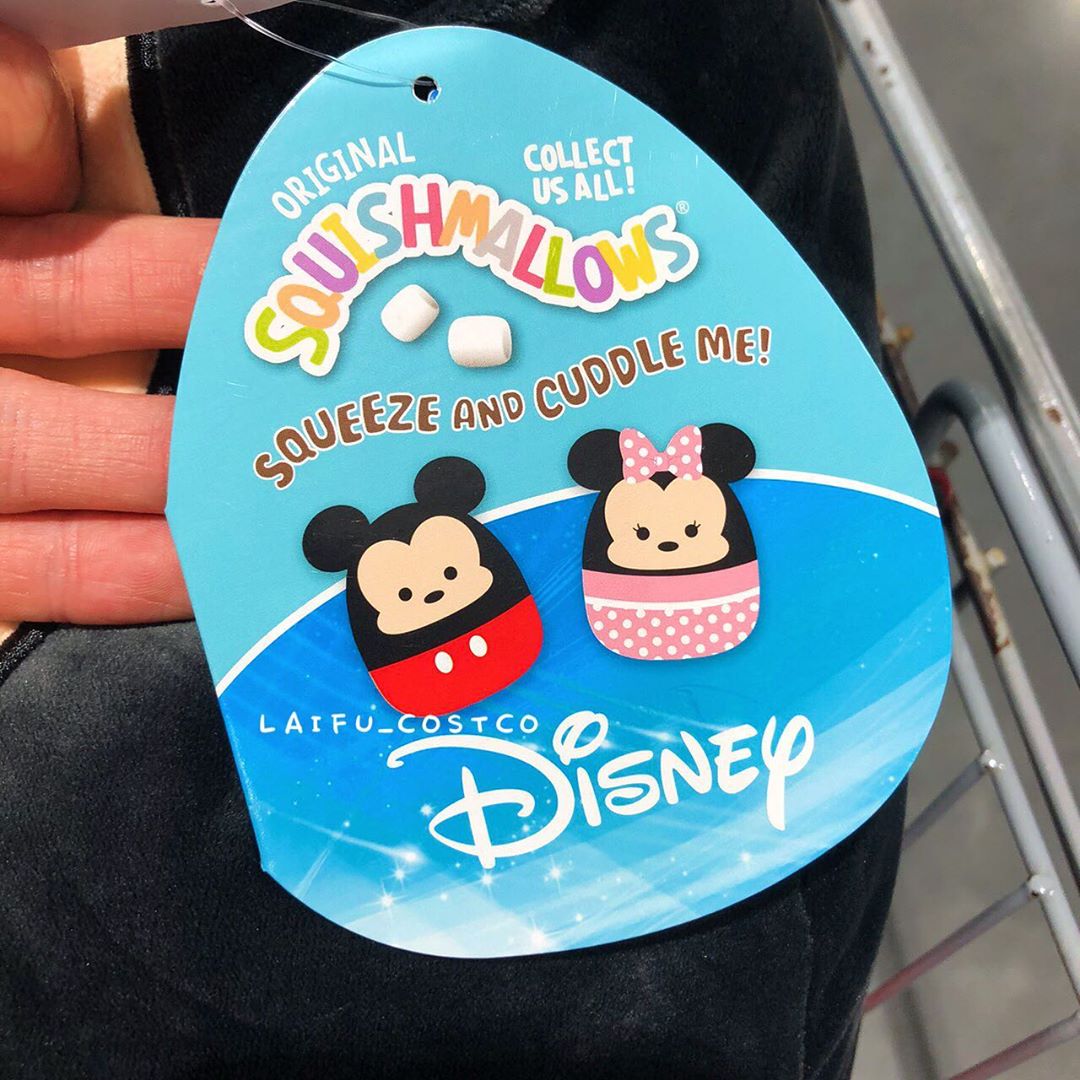 ORIGINAL
COLLECT
US ALL!
SQUISHMALLOWS®
SQUEEZE AND CUDDLE ME!
LAIFU_COSTCO
Disney